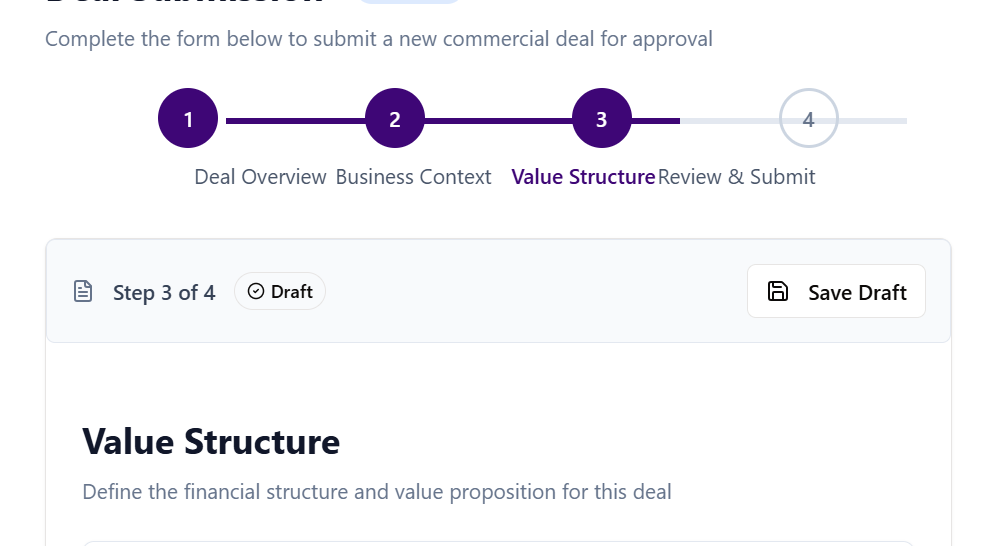 Deal Submission
Complete the form below to submit a new commercial deal for approval
1 2 3 4
Deal Overview Business Context Value Structure Review & Submit
Step 3 of 4 Draft Save Draft
Value Structure
Define the financial structure and value proposition for this deal